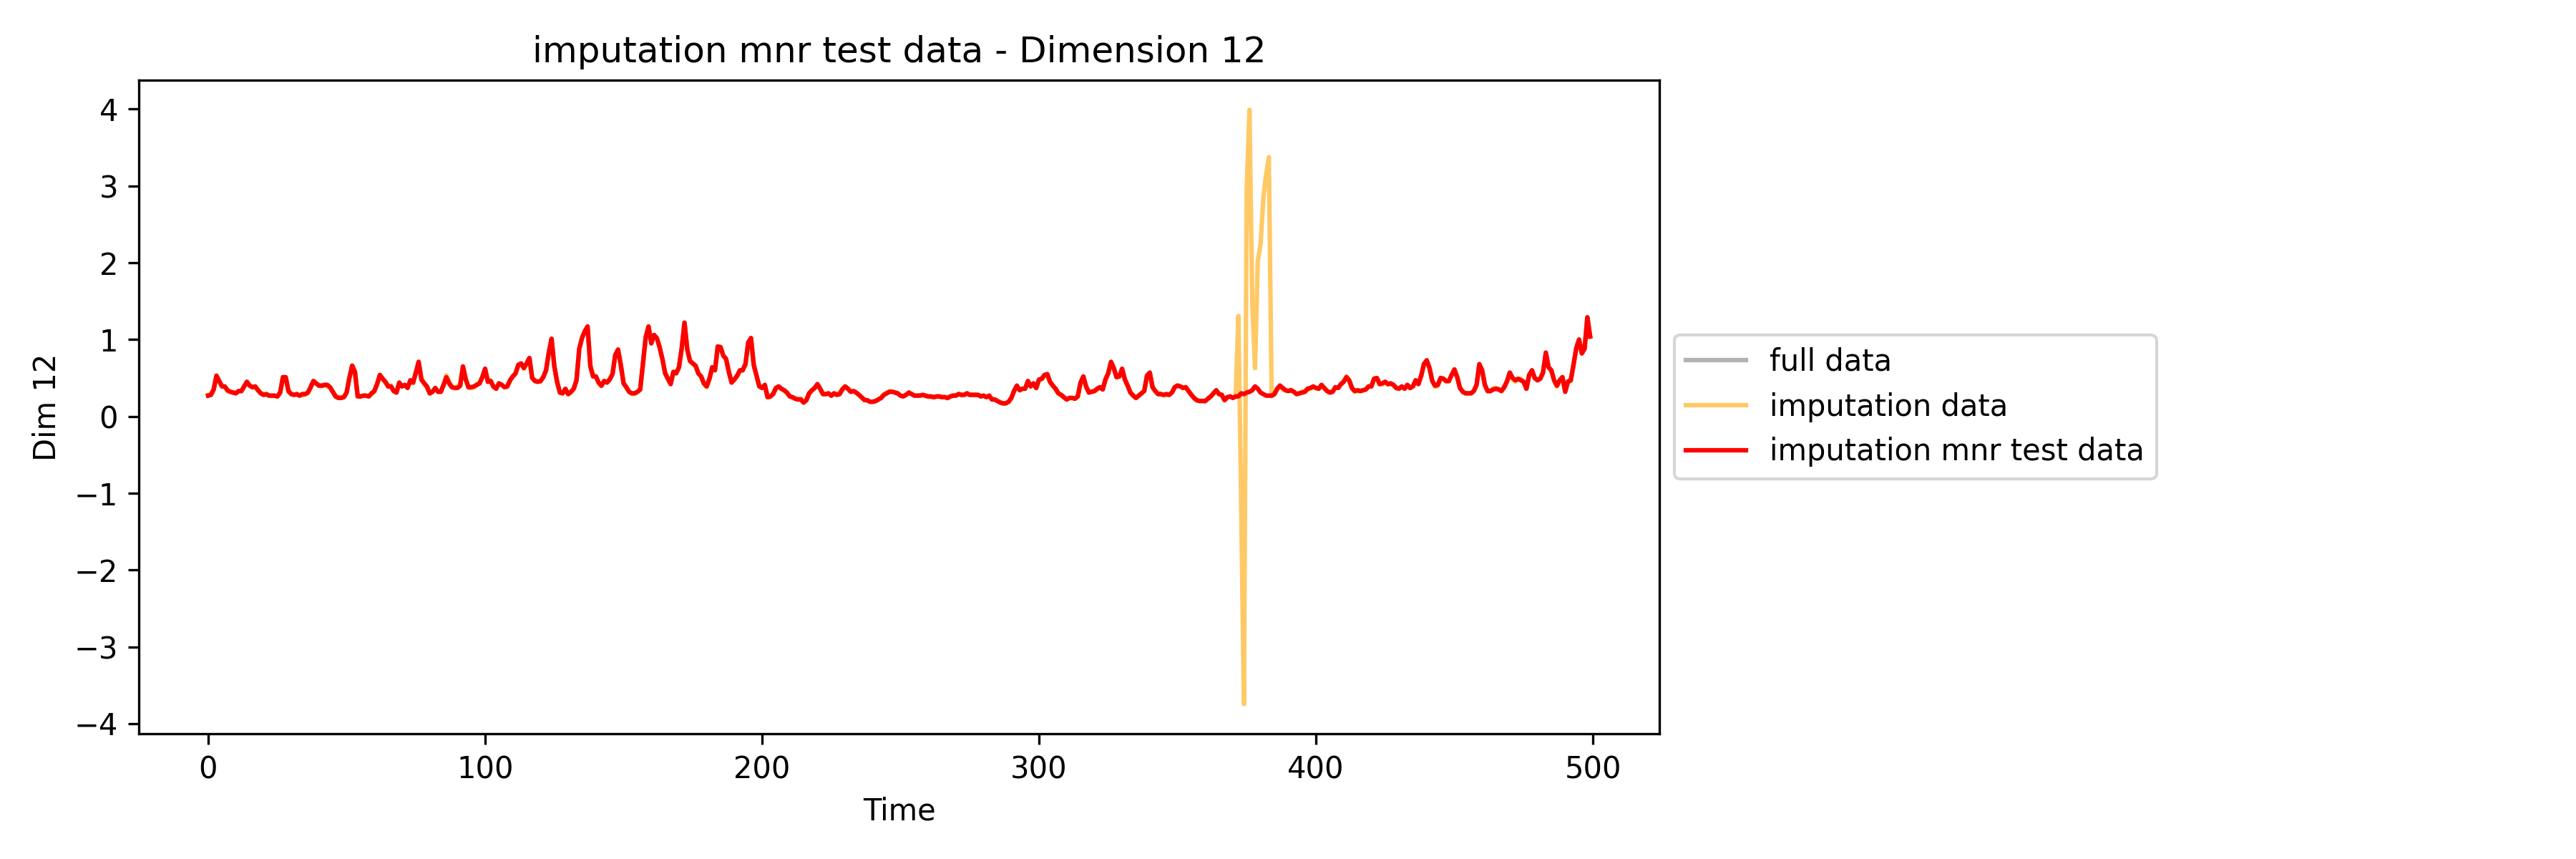 imputation mnr test data - Dimension 12
4
3
2
1
0
−1
−2
−3
−4
Dim 12
0 100 200 300 400 500
Time
full data
imputation data
imputation mnr test data